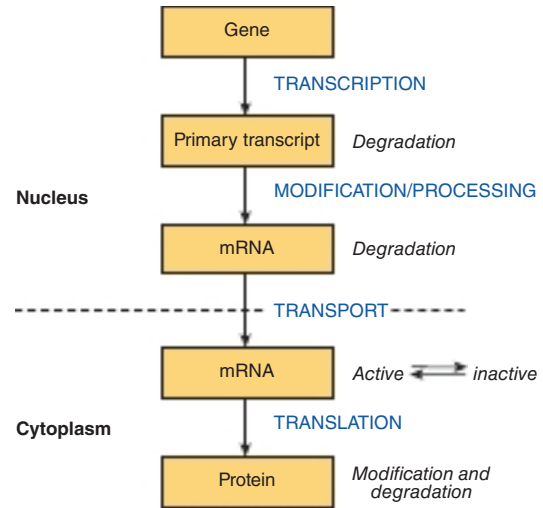 Gene
TRANSCRIPTION
Primary transcript Degradation
MODIFICATION/PROCESSING
Nucleus
mRNA Degradation
TRANSPORT
mRNA Active inactive
TRANSLATION
Cytoplasm
Protein Modification and
degradation